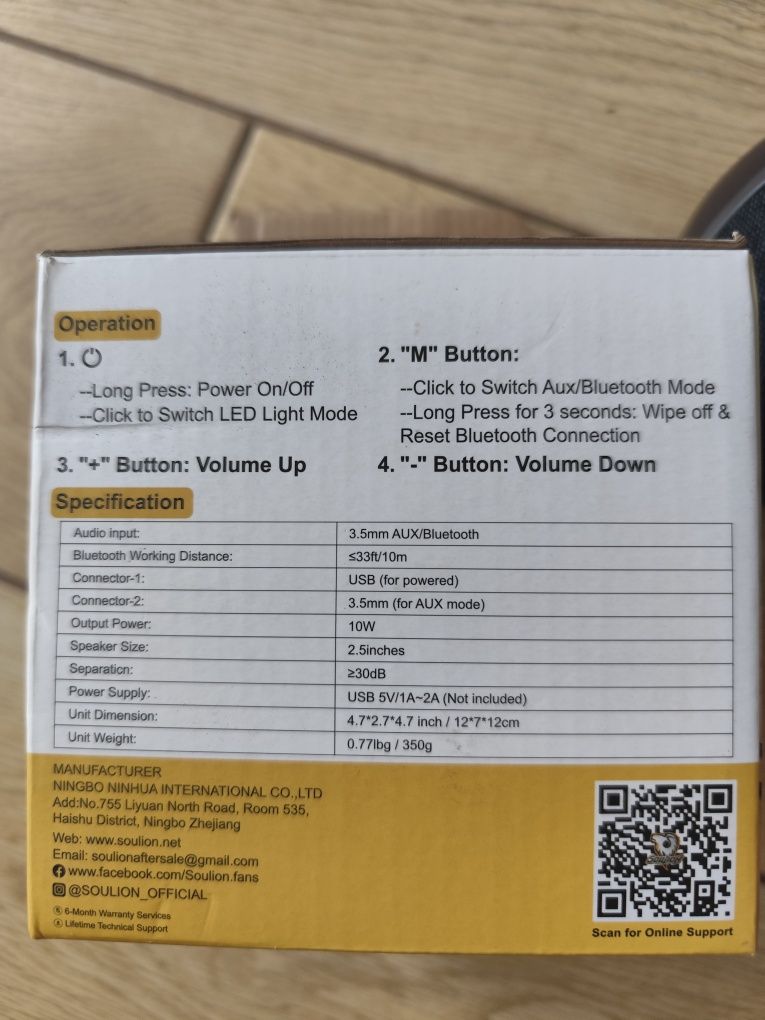 Operation
1. ⏻
--Long Press: Power On/Off
--Click to Switch LED Light Mode
2. "M" Button:
--Click to Switch Aux/Bluetooth Mode
--Long Press for 3 seconds: Wipe off &
Reset Bluetooth Connection
3. "+" Button: Volume Up
4. "-" Button: Volume Down
Specification
Audio input: 3.5mm AUX/Bluetooth
Bluetooth Working Distance: ≤33ft/10m
Connector-1: USB (for powered)
Connector-2: 3.5mm (for AUX mode)
Output Power: 10W
Speaker Size: 2.5inches
Separation: ≥30dB
Power Supply: USB 5V/1A~2A (Not included)
Unit Dimension: 4.7*2.7*4.7 inch / 12*7*12cm
Unit Weight: 0.77lbg / 350g
MANUFACTURER
NINGBO NINHUA INTERNATIONAL CO.,LTD
Add:No.755 Liyuan North Road, Room 535,
Haishu District, Ningbo Zhejiang
Web: www.soulion.net
Email: soulionaftersale@gmail.com
www.facebook.com/Soulion.fans
@SOULION_OFFICIAL
6-Month Warranty Services
Lifetime Technical Support
SOULION
Scan for Online Support